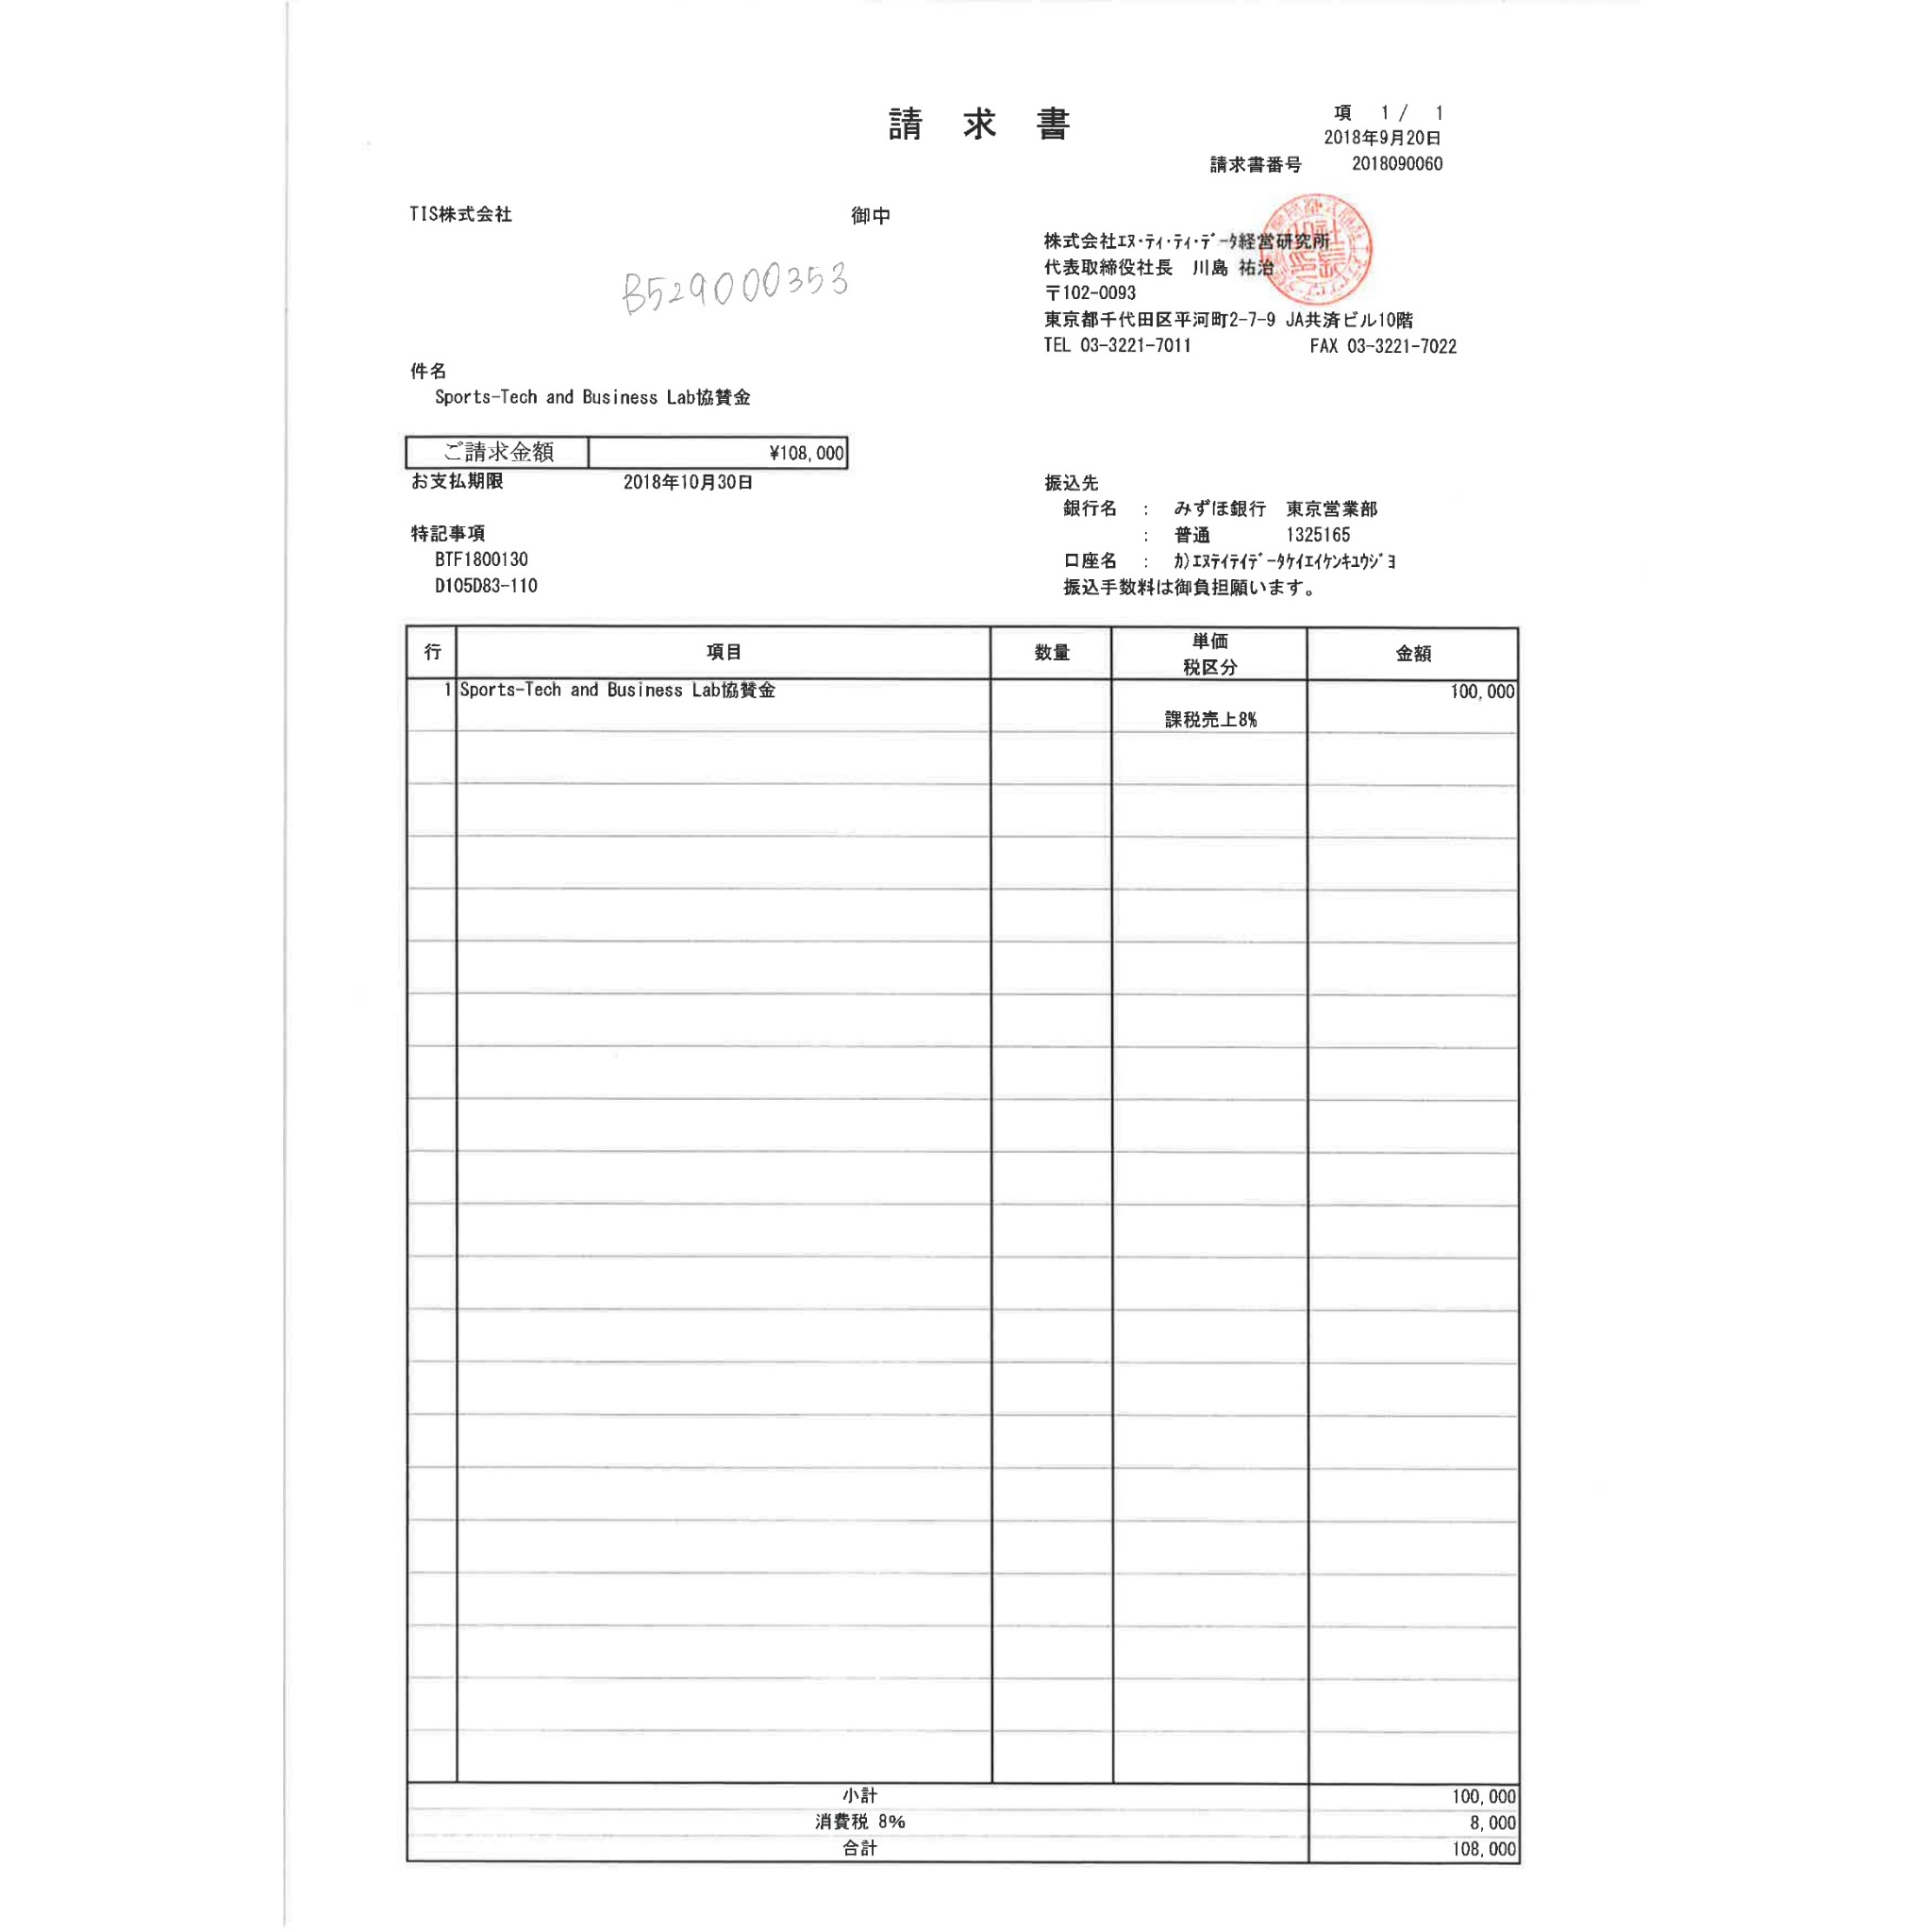 請 求 書
項 1 / 1
2018年9月20日
請求書番号 2018090060
TIS株式会社 御中
株式会社ｴﾇ･ﾃｨ･ﾃｨ･ﾃﾞｰﾀ経営研究所
代表取締役社長 川島 祐治
〒102-0093
東京都千代田区平河町2-7-9 JA共済ビル10階
TEL 03-3221-7011 FAX 03-3221-7022
B529000353
件名
Sports-Tech and Business Lab協賛金
ご請求金額 ¥108,000
お支払期限 2018年10月30日
特記事項
BTF1800130
D105D83-110
振込先
銀行名 : みずほ銀行 東京営業部
: 普通 1325165
口座名 : ｶ)ｴﾇﾃｲﾃｲﾃﾞｰﾀｹｲｴｲｹﾝｷﾕｳｼﾞﾖ
振込手数料は御負担願います。
行 項目 数量 単価 金額
税区分
1 Sports-Tech and Business Lab協賛金 100,000
課税売上8%
小計 100,000
消費税 8% 8,000
合計 108,000